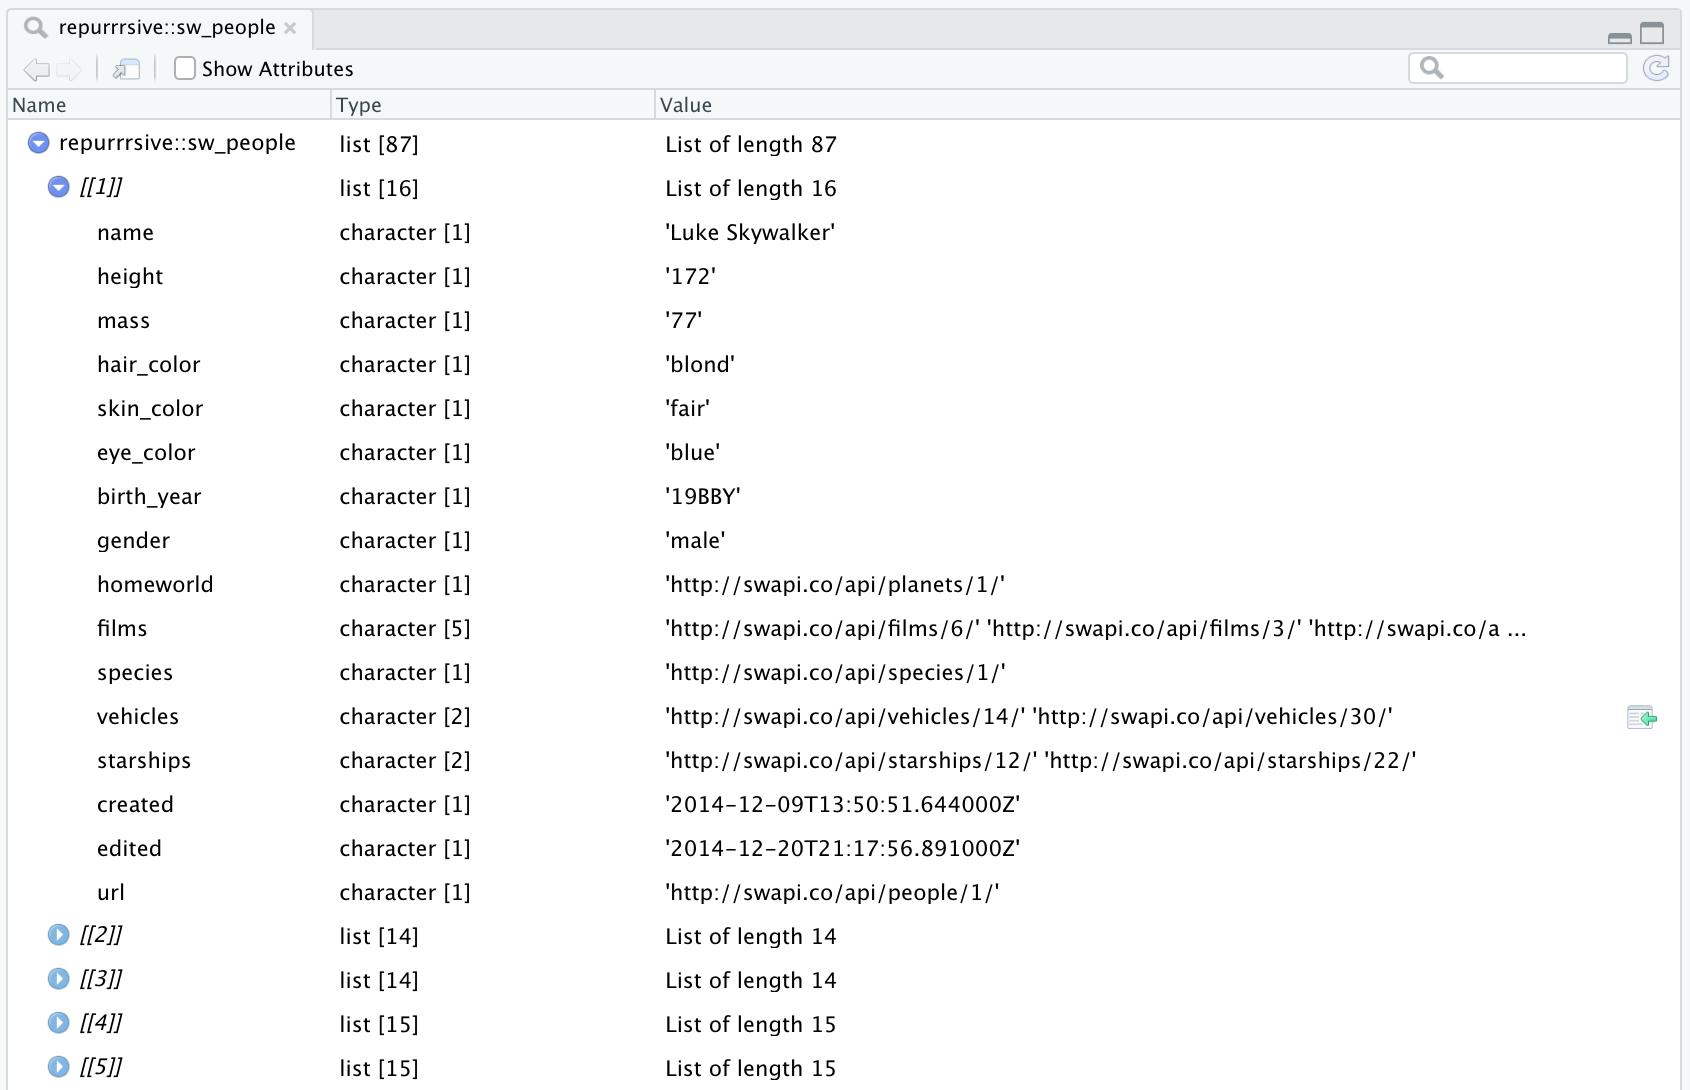 repurrrsive::sw_people
Show Attributes
Name Type Value
repurrrsive::sw_people list [87] List of length 87
[[1]] list [16] List of length 16
name character [1] 'Luke Skywalker'
height character [1] '172'
mass character [1] '77'
hair_color character [1] 'blond'
skin_color character [1] 'fair'
eye_color character [1] 'blue'
birth_year character [1] '19BBY'
gender character [1] 'male'
homeworld character [1] 'http://swapi.co/api/planets/1/'
films character [5] 'http://swapi.co/api/films/6/' 'http://swapi.co/api/films/3/' 'http://swapi.co/a ...
species character [1] 'http://swapi.co/api/species/1/'
vehicles character [2] 'http://swapi.co/api/vehicles/14/' 'http://swapi.co/api/vehicles/30/'
starships character [2] 'http://swapi.co/api/starships/12/' 'http://swapi.co/api/starships/22/'
created character [1] '2014-12-09T13:50:51.644000Z'
edited character [1] '2014-12-20T21:17:56.891000Z'
url character [1] 'http://swapi.co/api/people/1/'
[[2]] list [14] List of length 14
[[3]] list [14] List of length 14
[[4]] list [15] List of length 15
[[5]] list [15] List of length 15